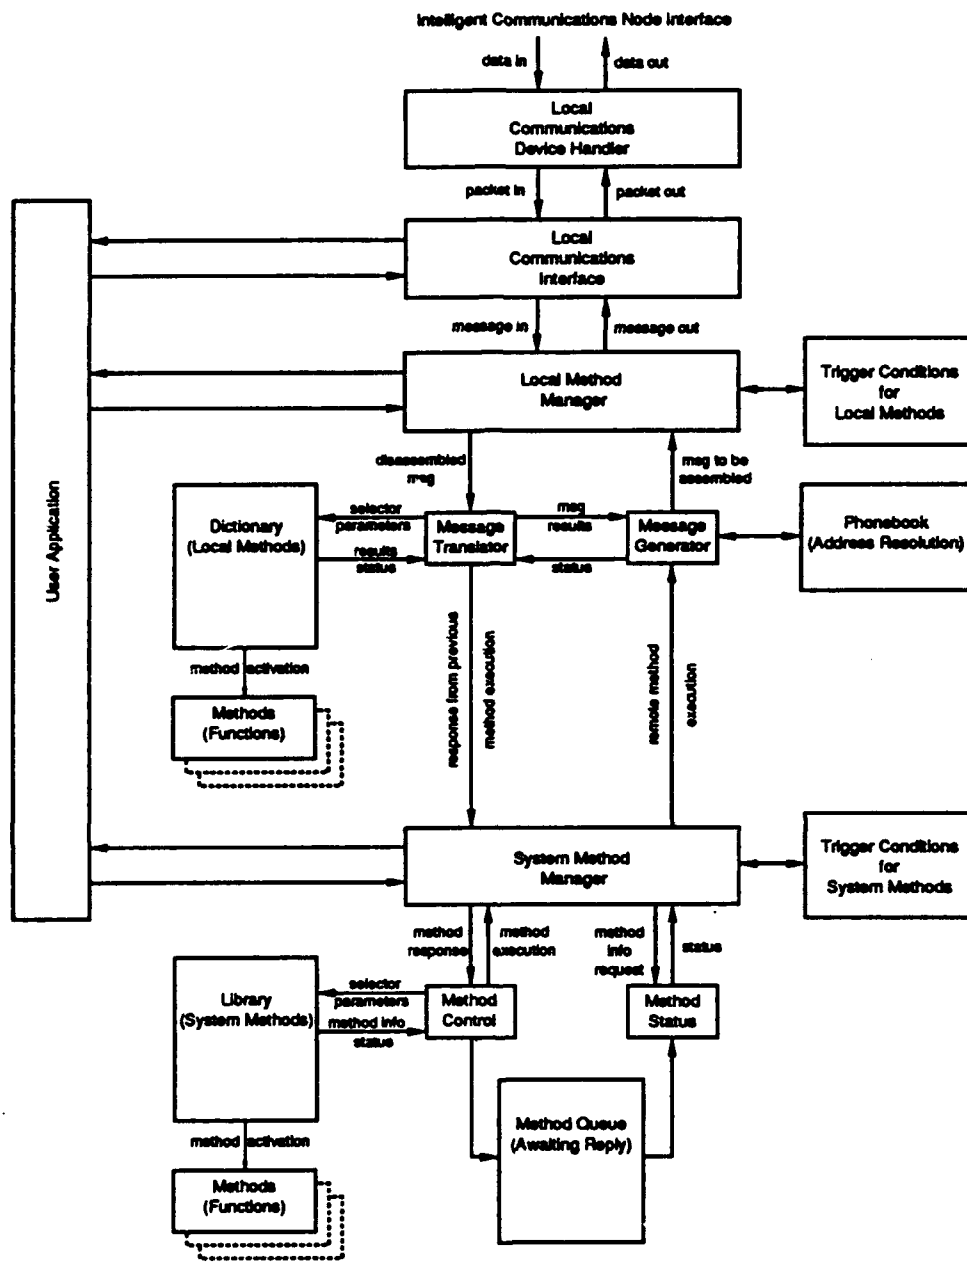 Intelligent Communications Node Interface
data in
data out
Local
Communications
Device Handler
packet in
packet out
Local
Communications
Interface
message in
message out
Local Method
Manager
Trigger Conditions
for
Local Methods
disassembled
msg
msg to be
assembled
User Application
Dictionary
(Local Methods)
selector
parameters
results
status
Message
Translator
msg
results
status
Message
Generator
Phonebook
(Address Resolution)
method activation
Methods
(Functions)
response from previous
method execution
remote method
execution
System Method
Manager
Trigger Conditions
for
System Methods
method
response
method
execution
method
info
request
status
Library
(System Methods)
selector
parameters
method info
status
Method
Control
Method
Status
method activation
Methods
(Functions)
Method Queue
(Awaiting Reply)